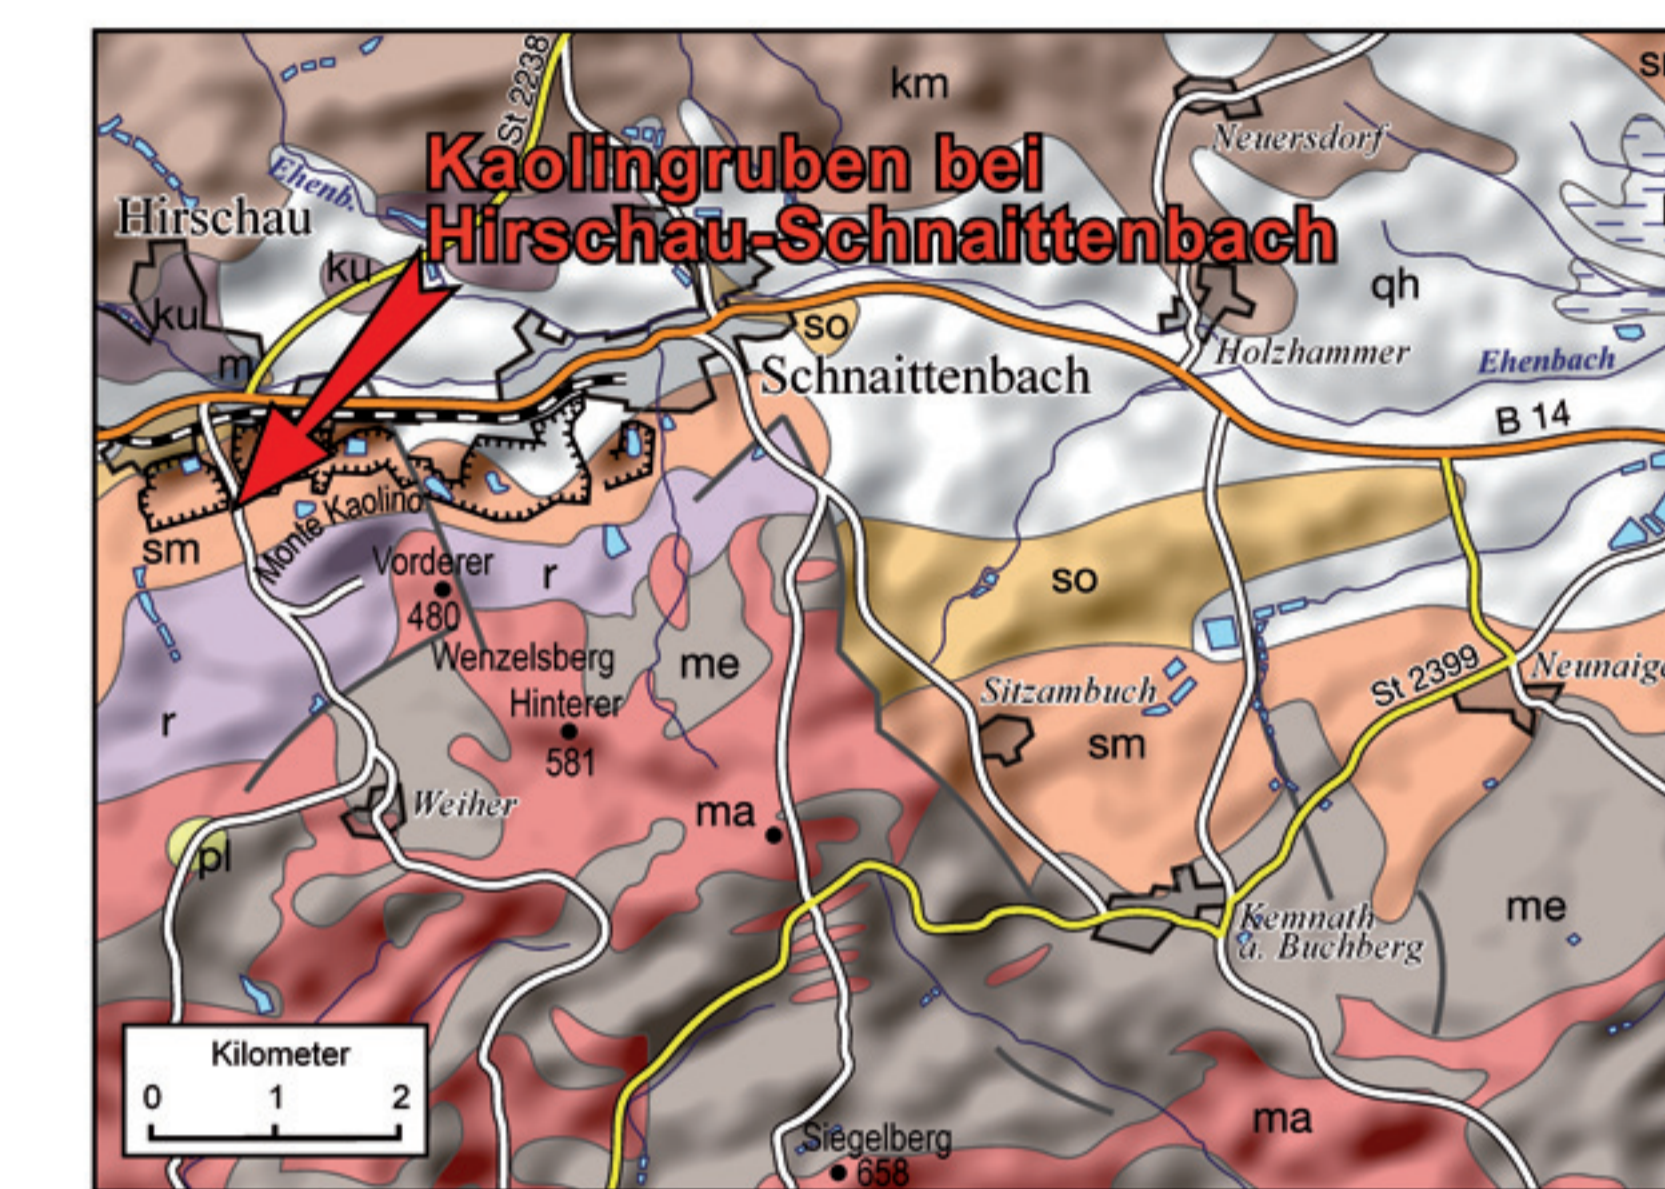 St 2238
km
Neuersdorf
Kaolingruben bei
Hirschau-Schnaittenbach
Ehenb.
Hirschau
ku
ku
qh
so
m
Holzhammer
Ehenbach
Schnaittenbach
B 14
Monte Kaolino
sm
Vorderer
480
r
so
Wenzelsberg
me
Hinterer
581
Sitzambuch
St 2399
r
sm
Weiher
ma
pl
Kemnath
a. Buchberg
me
Kilometer
0 1 2
ma
Siegelberg
658